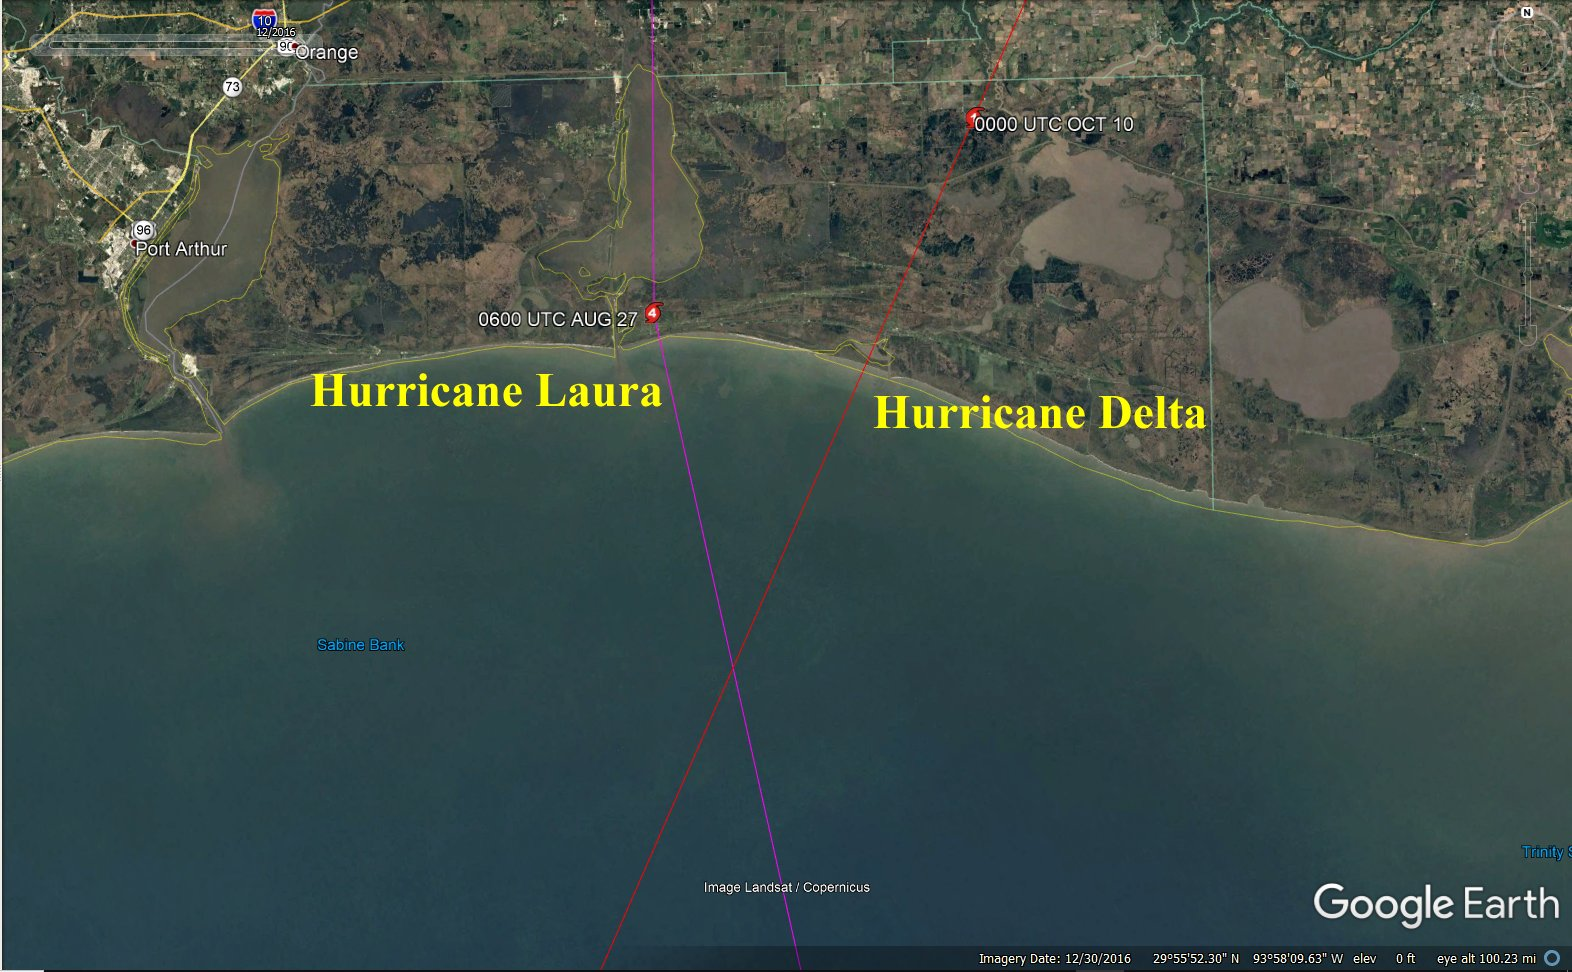 N
10
12/2016
90
Orange
73
0000 UTC OCT 10
96
Port Arthur
0600 UTC AUG 27
4
Hurricane Laura
Hurricane Delta
Sabine Bank
Trinity S
Image Landsat / Copernicus
Google Earth
Imagery Date: 12/30/2016 29°55'52.30" N 93°58'09.63" W elev 0 ft eye alt 100.23 mi